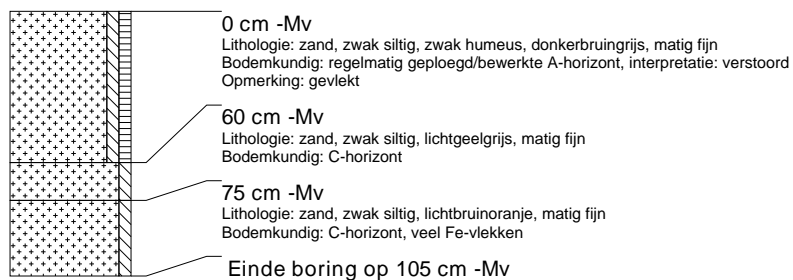 0 cm -Mv
Lithologie: zand, zwak siltig, zwak humeus, donkerbruingrijs, matig fijn
Bodemkundig: regelmatig geploegd/bewerkte A-horizont, interpretatie: verstoord
Opmerking: gevlekt
60 cm -Mv
Lithologie: zand, zwak siltig, lichtgeelgrijs, matig fijn
Bodemkundig: C-horizont
75 cm -Mv
Lithologie: zand, zwak siltig, lichtbruinoranje, matig fijn
Bodemkundig: C-horizont, veel Fe-vlekken
Einde boring op 105 cm -Mv